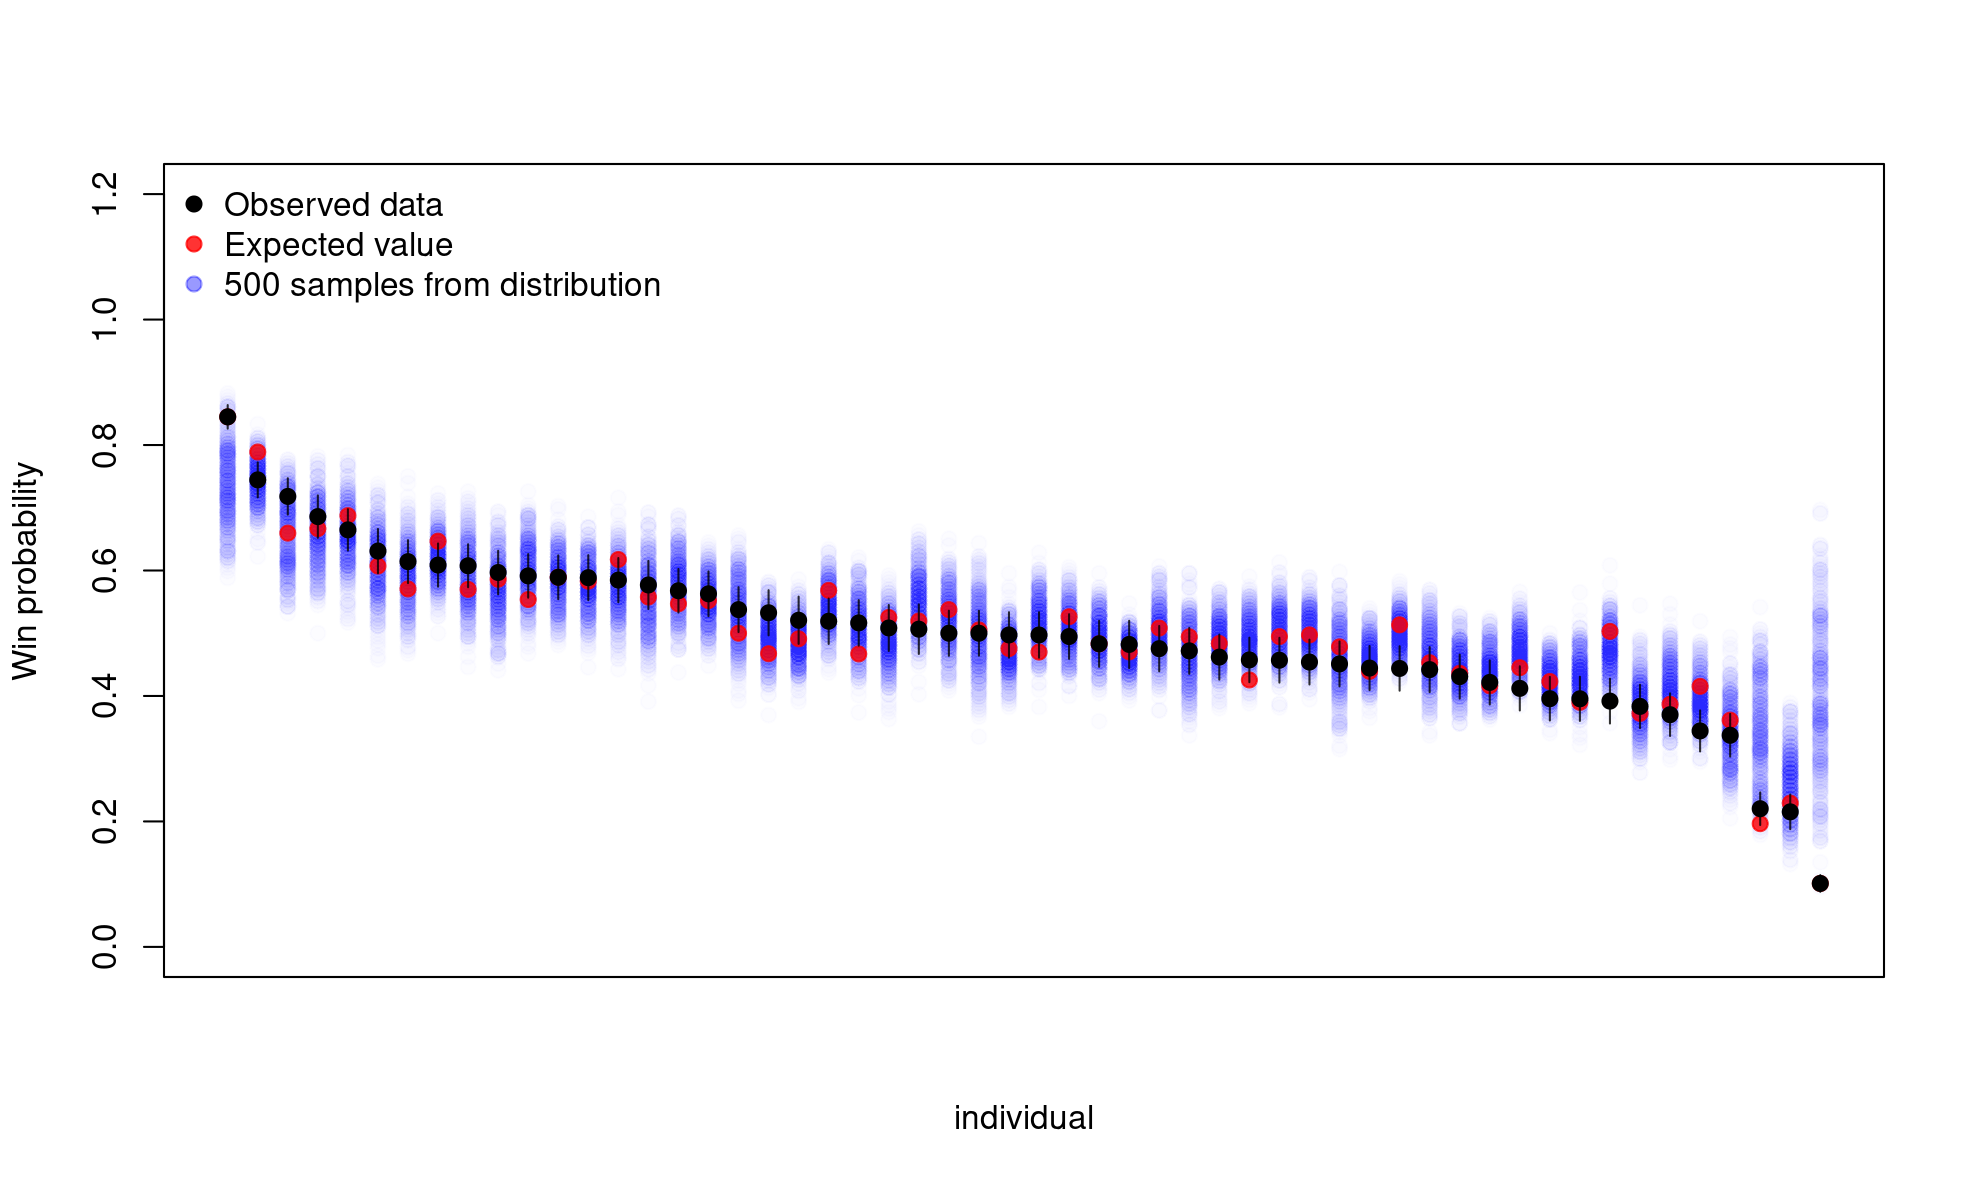 Observed data
Expected value
500 samples from distribution
Win probability
1.2
1.0
0.8
0.6
0.4
0.2
0.0
individual